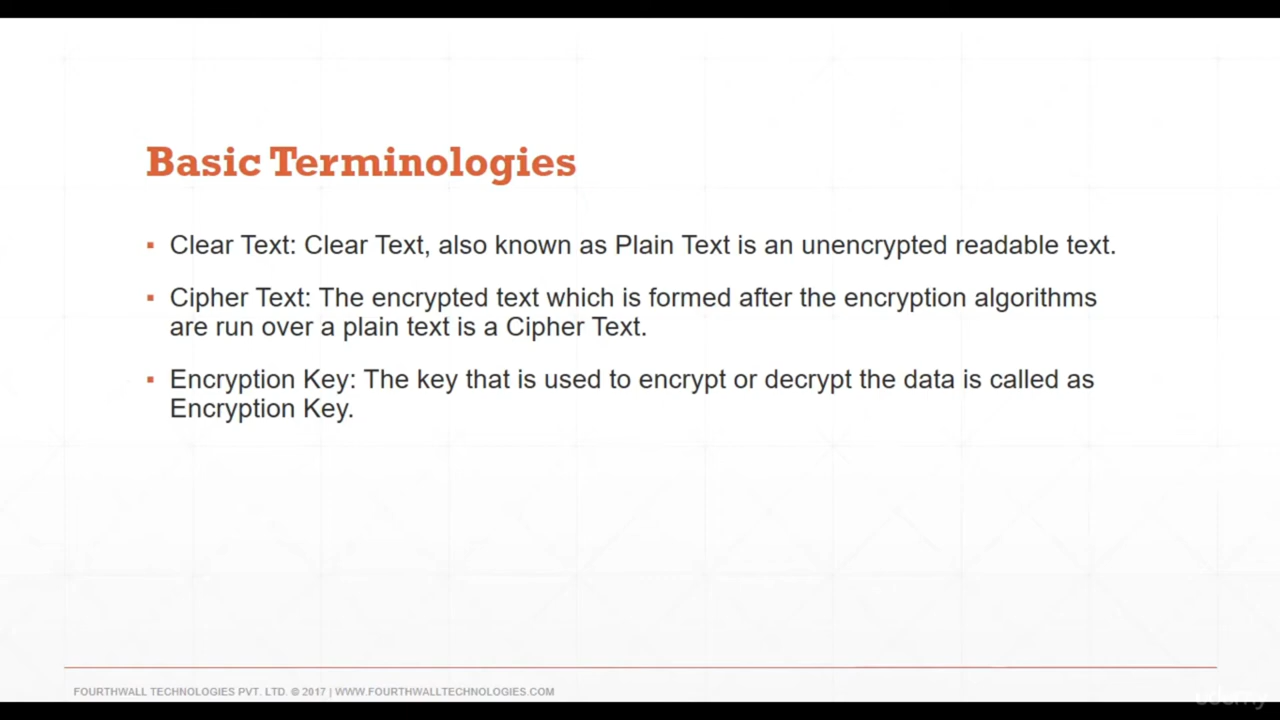 Basic Terminologies
▪ Clear Text: Clear Text, also known as Plain Text is an unencrypted readable text.
▪ Cipher Text: The encrypted text which is formed after the encryption algorithms
are run over a plain text is a Cipher Text.
▪ Encryption Key: The key that is used to encrypt or decrypt the data is called as
Encryption Key.
FOURTHWALL TECHNOLOGIES PVT. LTD. © 2017 | WWW.FOURTHWALLTECHNOLOGIES.COM
udemy